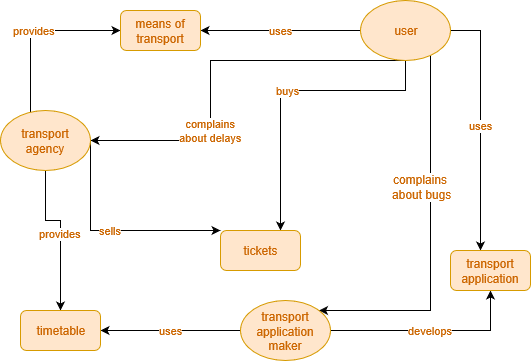 provides
means of
transport
uses
user
buys
complains
about delays
transport
agency
uses
complains
about bugs
provides
sells
tickets
transport
application
timetable
uses
transport
application
maker
develops